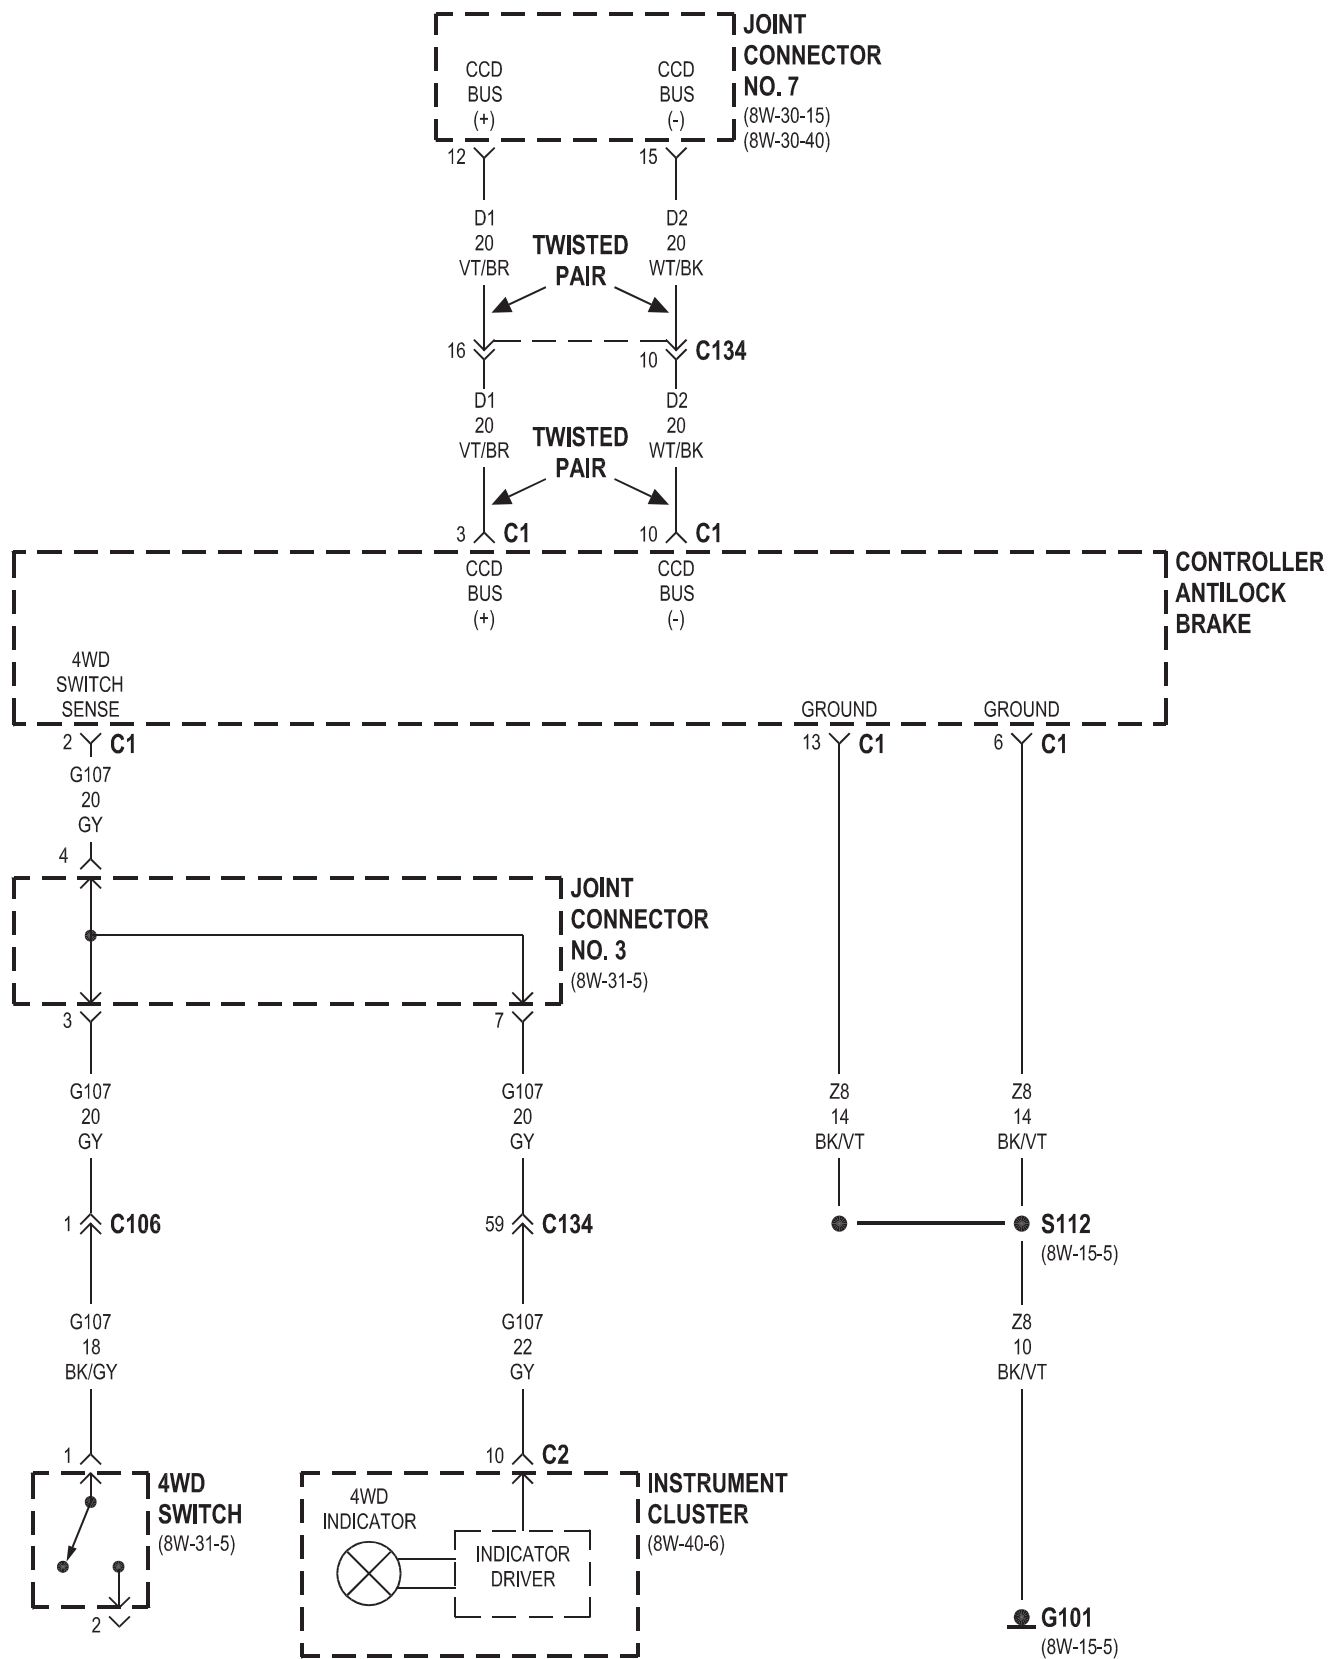 JOINT
CONNECTOR
NO. 7
(8W-30-15)
(8W-30-40)
CCD
BUS
(+)
CCD
BUS
(-)
12
15
D1
20
VT/BR
D2
20
WT/BK
TWISTED
PAIR
16
10
C134
D1
20
VT/BR
D2
20
WT/BK
TWISTED
PAIR
3
C1
10
C1
CCD
BUS
(+)
CCD
BUS
(-)
CONTROLLER
ANTILOCK
BRAKE
4WD
SWITCH
SENSE
GROUND
GROUND
2
C1
13
C1
6
C1
G107
20
GY
4
JOINT
CONNECTOR
NO. 3
(8W-31-5)
3
7
G107
20
GY
G107
20
GY
Z8
14
BK/VT
Z8
14
BK/VT
1
C106
59
C134
S112
(8W-15-5)
G107
18
BK/GY
G107
22
GY
Z8
10
BK/VT
1
10
C2
4WD
SWITCH
(8W-31-5)
2
4WD
INDICATOR
INDICATOR
DRIVER
INSTRUMENT
CLUSTER
(8W-40-6)
G101
(8W-15-5)